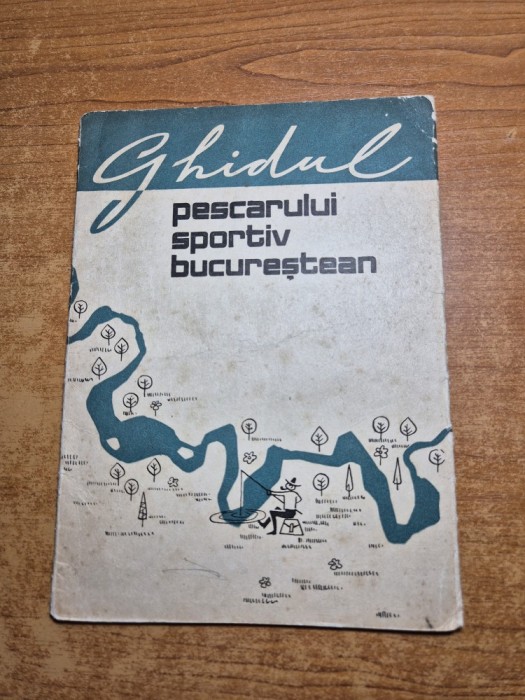 Ghidul
pescarului
sportiv
bucureștean